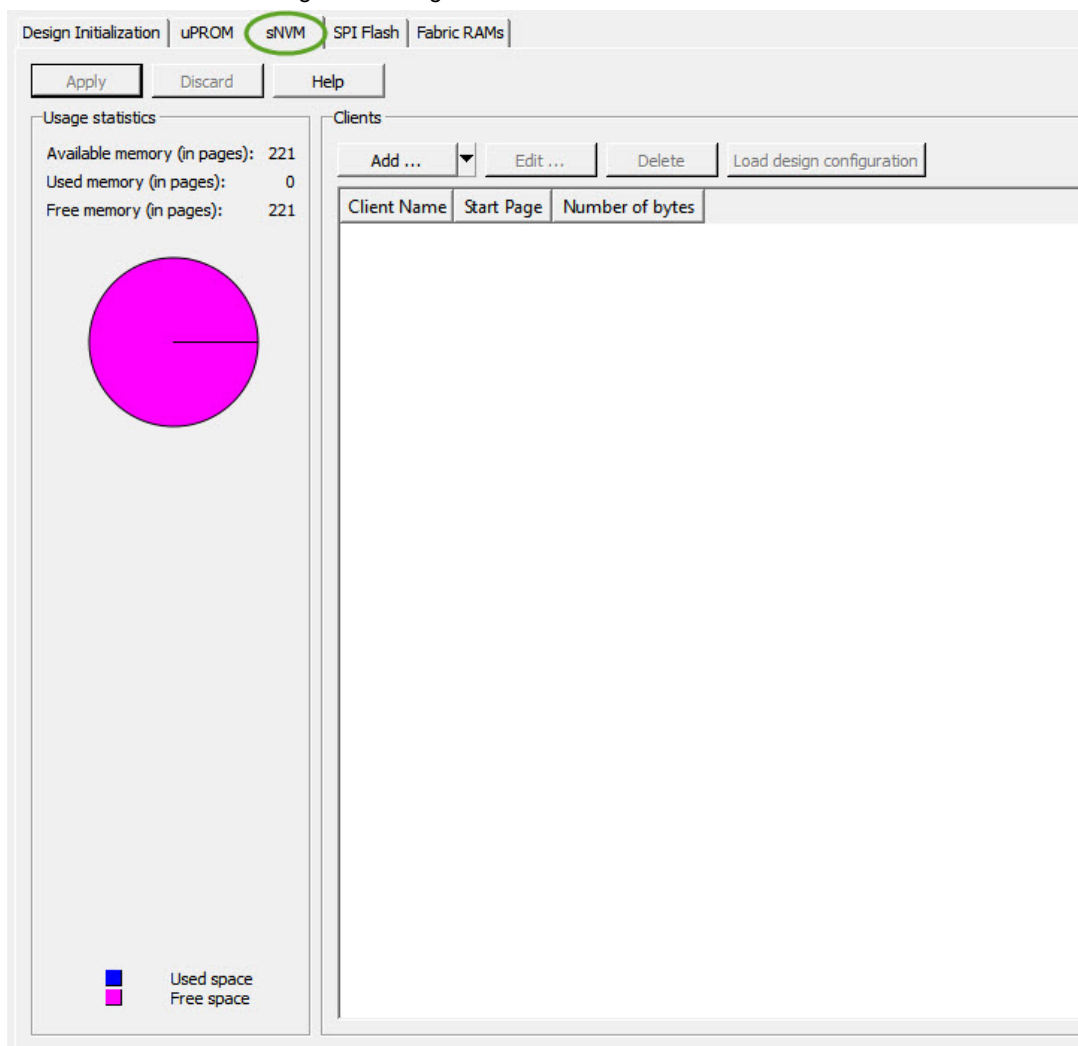 Design Initialization uPROM sNVM SPI Flash Fabric RAMs
Apply Discard Help
Usage statistics
Available memory (in pages): 221
Used memory (in pages): 0
Free memory (in pages): 221
Used space
Free space
Clients
Add ... Edit ... Delete Load design configuration
Client Name Start Page Number of bytes